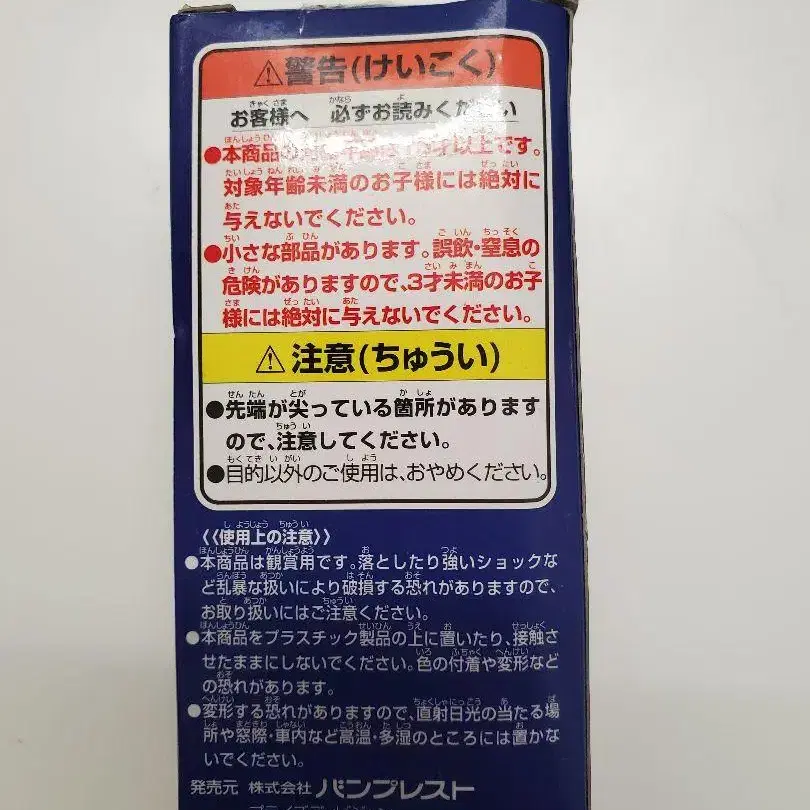 ⚠警告(けいこく)
お客様へ 必ずお読みください
●本商品の対象年齢は15才以上です。
対象年齢未満のお子様には絶対に
与えないでください。
●小さな部品があります。誤飲・窒息の
危険がありますので、3才未満のお子
様には絶対に与えないでください。
⚠注意(ちゅうい)
●先端が尖っている箇所があります
ので、注意してください。
●目的以外のご使用は、おやめください。
《使用上の注意》
●本商品は観賞用です。落としたり強いショックな
ど乱暴な扱いにより破損する恐れがありますので、
お取り扱いにはご注意ください。
●本商品をプラスチック製品の上に置いたり、接触さ
せたままにしないでください。色の付着や変形など
の恐れがあります。
●変形する恐れがありますので、直射日光の当たる場
所や窓際・車内など高温・多湿のところには置かな
いでください。
発売元 株式会社 バンプレスト